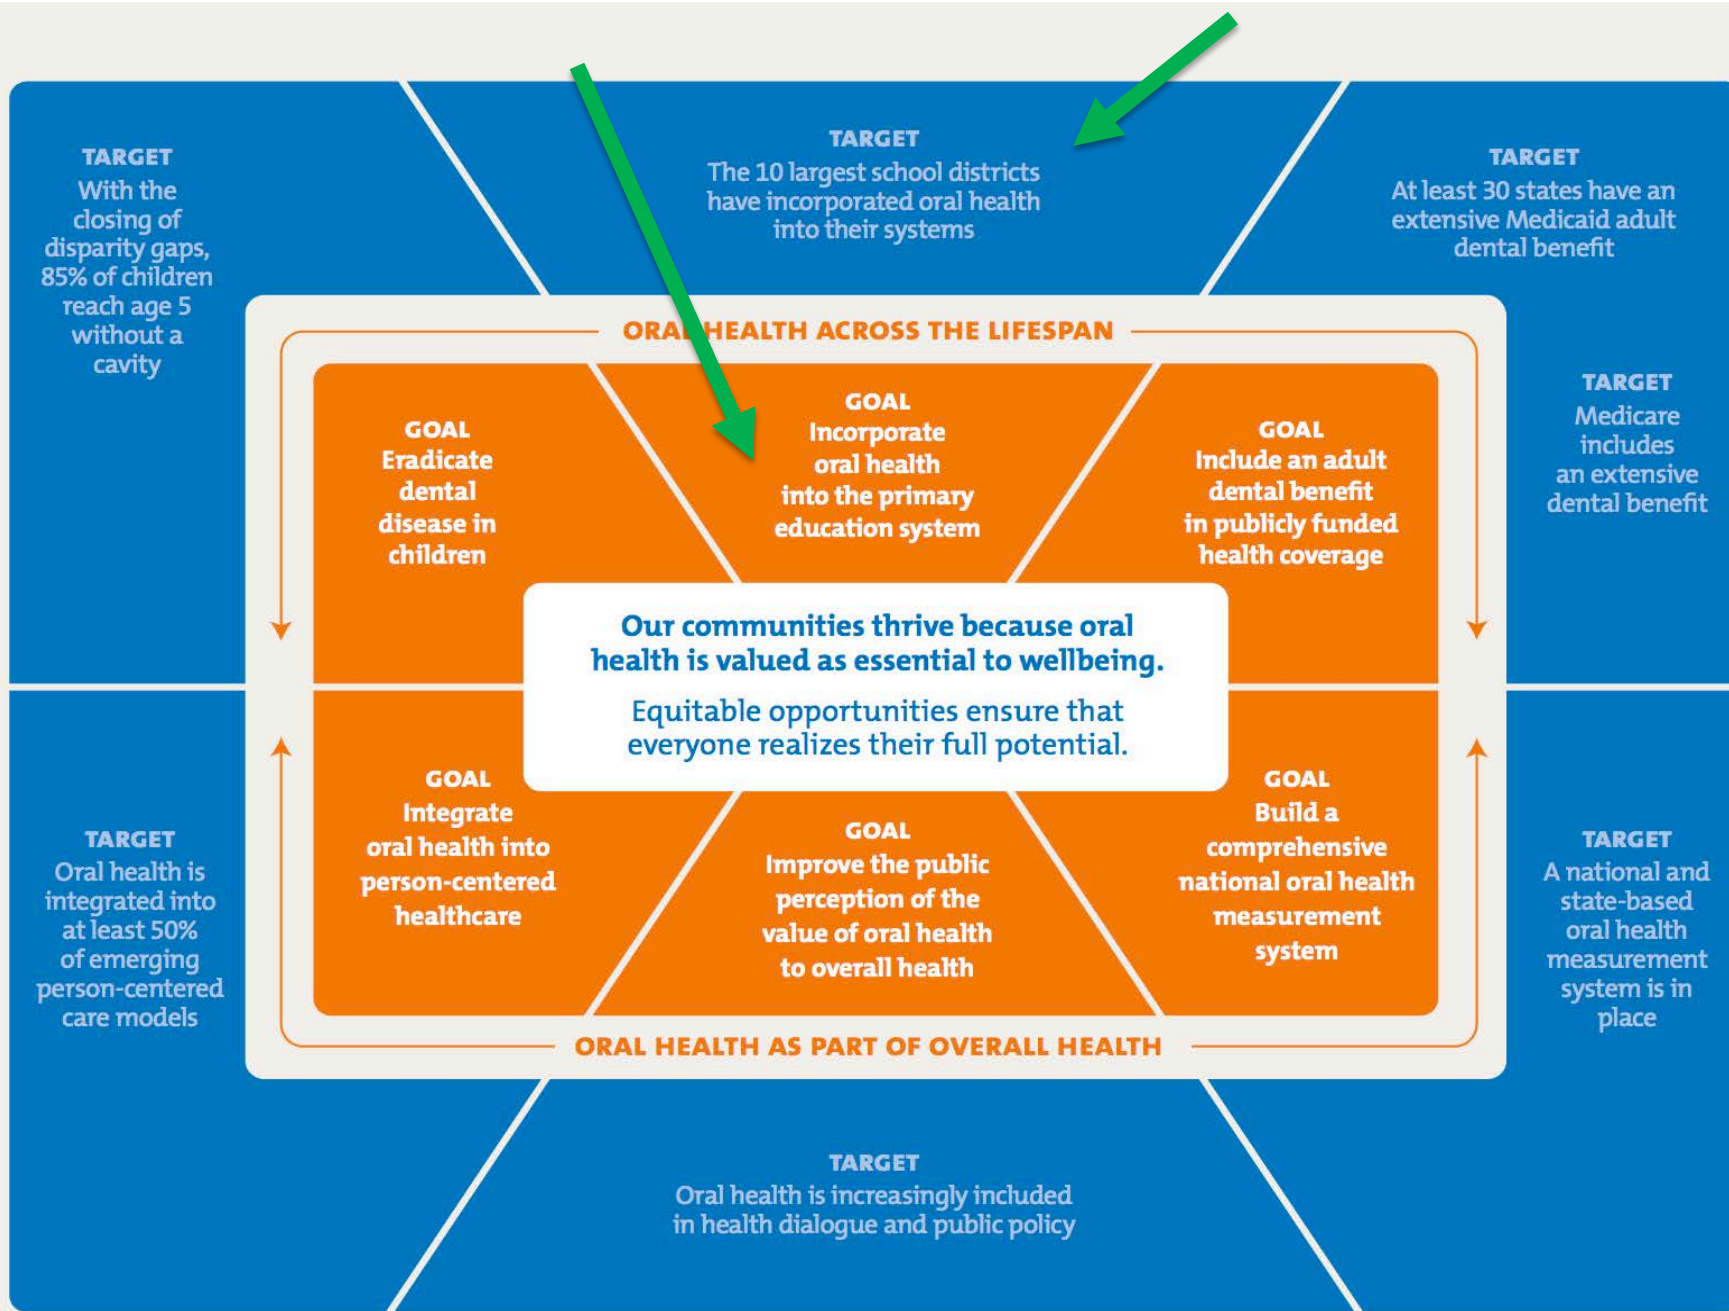 TARGET
With the
closing of
disparity gaps,
85% of children
reach age 5
without a
cavity
TARGET
The 10 largest school districts
have incorporated oral health
into their systems
TARGET
At least 30 states have an
extensive Medicaid adult
dental benefit
TARGET
Medicare
includes
an extensive
dental benefit
ORAL HEALTH ACROSS THE LIFESPAN
GOAL
Eradicate
dental
disease in
children
GOAL
Incorporate
oral health
into the primary
education system
GOAL
Include an adult
dental benefit
in publicly funded
health coverage
Our communities thrive because oral
health is valued as essential to wellbeing.
Equitable opportunities ensure that
everyone realizes their full potential.
GOAL
Integrate
oral health into
person-centered
healthcare
GOAL
Improve the public
perception of the
value of oral health
to overall health
GOAL
Build a
comprehensive
national oral health
measurement
system
ORAL HEALTH AS PART OF OVERALL HEALTH
TARGET
Oral health is
integrated into
at least 50%
of emerging
person-centered
care models
TARGET
Oral health is increasingly included
in health dialogue and public policy
TARGET
A national and
state-based
oral health
measurement
system is in
place